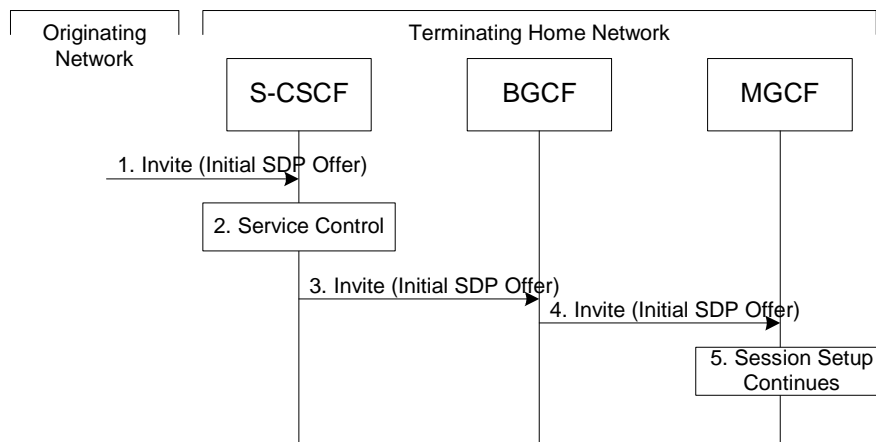 Originating
Network
Terminating Home Network
S-CSCF
BGCF
MGCF
1. Invite (Initial SDP Offer)
2. Service Control
3. Invite (Initial SDP Offer)
4. Invite (Initial SDP Offer)
5. Session Setup
Continues